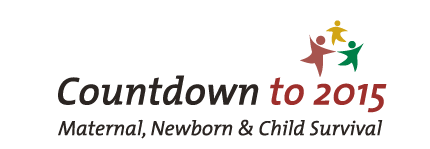 Countdown to 2015
Maternal, Newborn & Child Survival